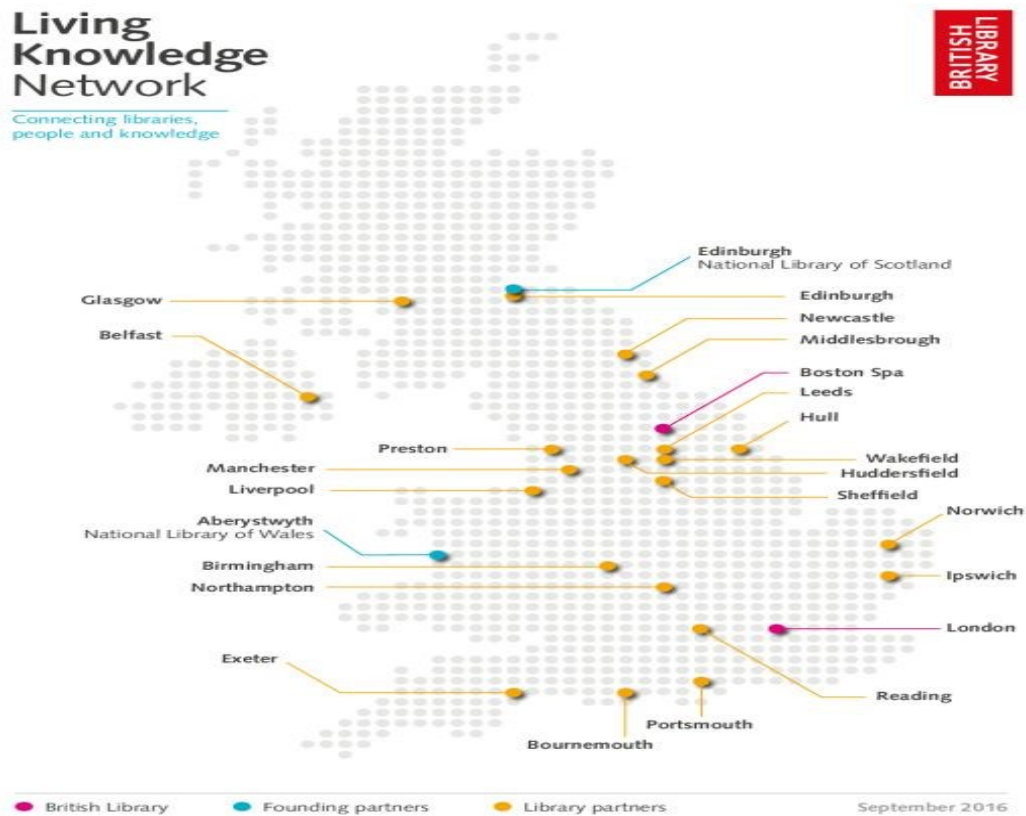 Living
Knowledge
Network
Connecting libraries,
people and knowledge
LIBRARY
BRITISH
Edinburgh
National Library of Scotland
Glasgow
Edinburgh
Newcastle
Belfast
Middlesbrough
Boston Spa
Leeds
Hull
Preston
Wakefield
Manchester
Huddersfield
Liverpool
Sheffield
Norwich
Aberystwyth
National Library of Wales
Birmingham
Ipswich
Northampton
London
Exeter
Reading
Portsmouth
Bournemouth
British Library
Founding partners
Library partners
September 2016